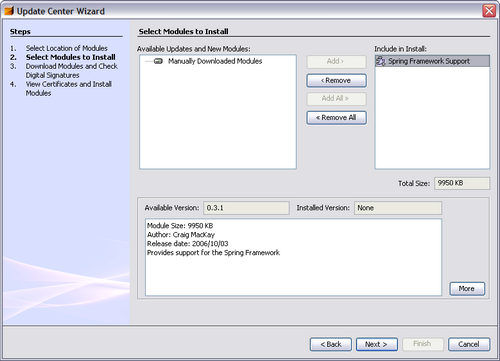 Update Center Wizard
Steps
1. Select Location of Modules
2. Select Modules to Install
3. Download Modules and Check
Digital Signatures
4. View Certificates and Install
Modules
Select Modules to Install
Available Updates and New Modules:
Manually Downloaded Modules
Add ›
‹ Remove
Add All »
« Remove All
Include in Install:
Spring Framework Support
Total Size: 9950 KB
Available Version: 0.3.1 Installed Version: None
Module Size: 9950 KB
Author: Craig MacKay
Release date: 2006/10/03
Provides support for the Spring Framework
More
< Back Next > Finish Cancel